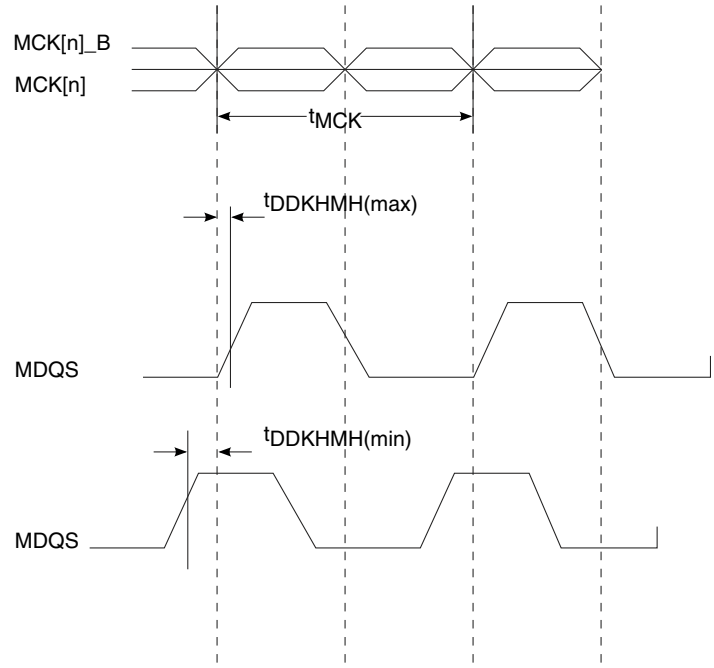 MCK[n]_B
MCK[n]
tMCK
tDDKHMH(max)
MDQS
tDDKHMH(min)
MDQS